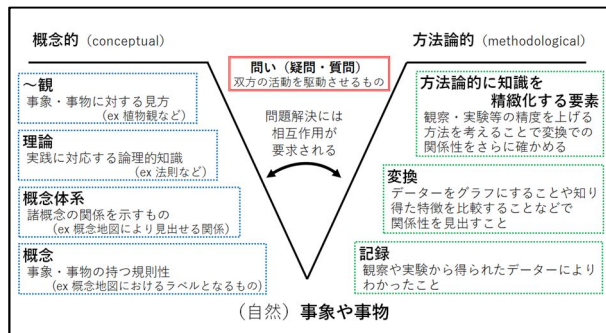 概念的（conceptual）
～観
事象・事物に対する見方
（ex 植物観など）
理論
実践に対応する論理的知識
（ex 法則など）
概念体系
諸概念の関係を示すもの
（ex 概念地図により見出せる関係）
概念
事象・事物の持つ規則性
（ex 概念地図におけるラベルとなるもの）
問い（疑問・質問）
双方の活動を駆動させるもの
問題解決には
相互作用が
要求される
方法論的（methodological）
方法論的に知識を
精緻化する要素
観察・実験等の精度を上げる
方法を考えることで変換での
関係性をさらに確かめる
変換
データーをグラフにすることや知り
得た特徴を比較することなどで
関係性を見出すこと
記録
観察や実験から得られたデーターにより
わかったこと
（自然）事象や事物